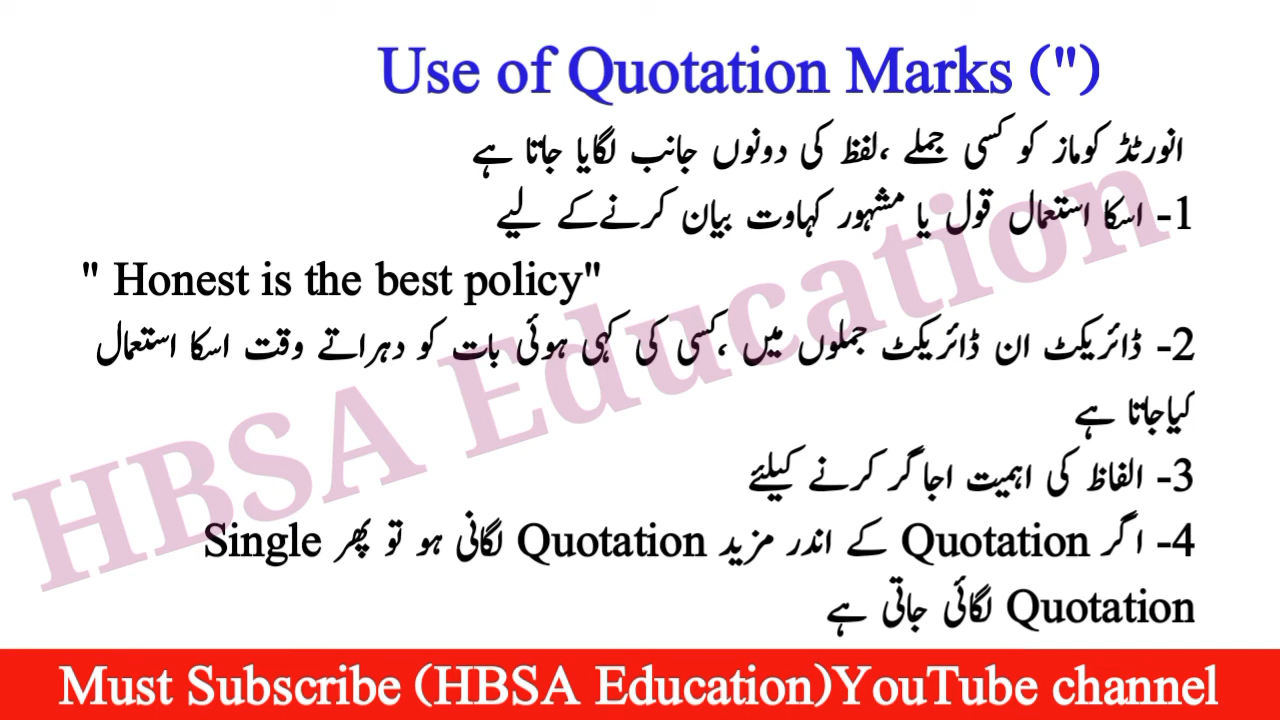 Use of Quotation Marks (")
انورٹڈ کوماز کو کسی جملے ،لفظ کی دونوں جانب لگایا جاتا ہے
1- اسکا استعمال قول یا مشہور کہاوت بیان کرنےکے لیے
" Honest is the best policy"
2- ڈائریکٹ ان ڈائریکٹ جملوں میں ،کسی کی کہی ہوئی بات کو دہراتے وقت اسکا استعمال
کیاجاتا ہے
3- الفاظ کی اہمیت اجاگر کرنے کیلئے
4- اگر Quotation کے اندر مزید Quotation لگانی ہو تو پھر Single
Quotation لگائی جاتی ہے
HBSA Education
Must Subscribe (HBSA Education)YouTube channel